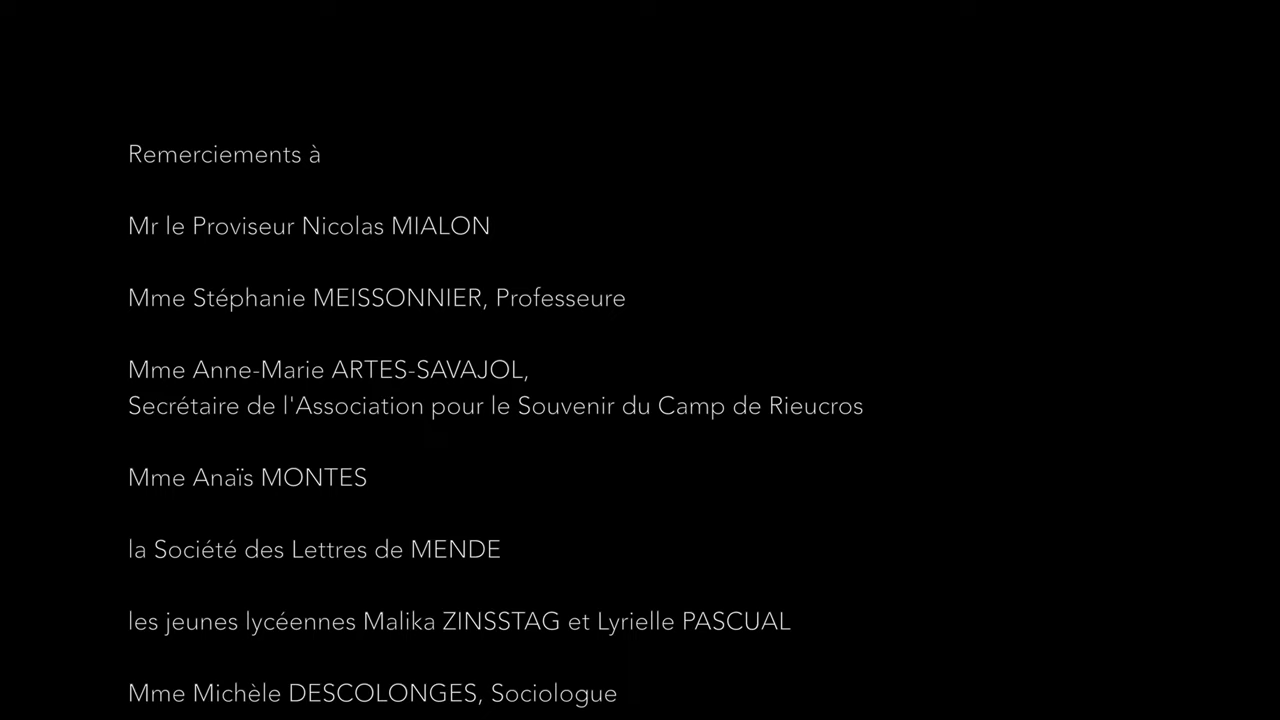 Remerciements à
Mr le Proviseur Nicolas MIALON
Mme Stéphanie MEISSONNIER, Professeure
Mme Anne-Marie ARTES-SAVAJOL,
Secrétaire de l'Association pour le Souvenir du Camp de Rieucros
Mme Anaïs MONTES
la Société des Lettres de MENDE
les jeunes lycéennes Malika ZINSSTAG et Lyrielle PASCUAL
Mme Michèle DESCOLONGES, Sociologue